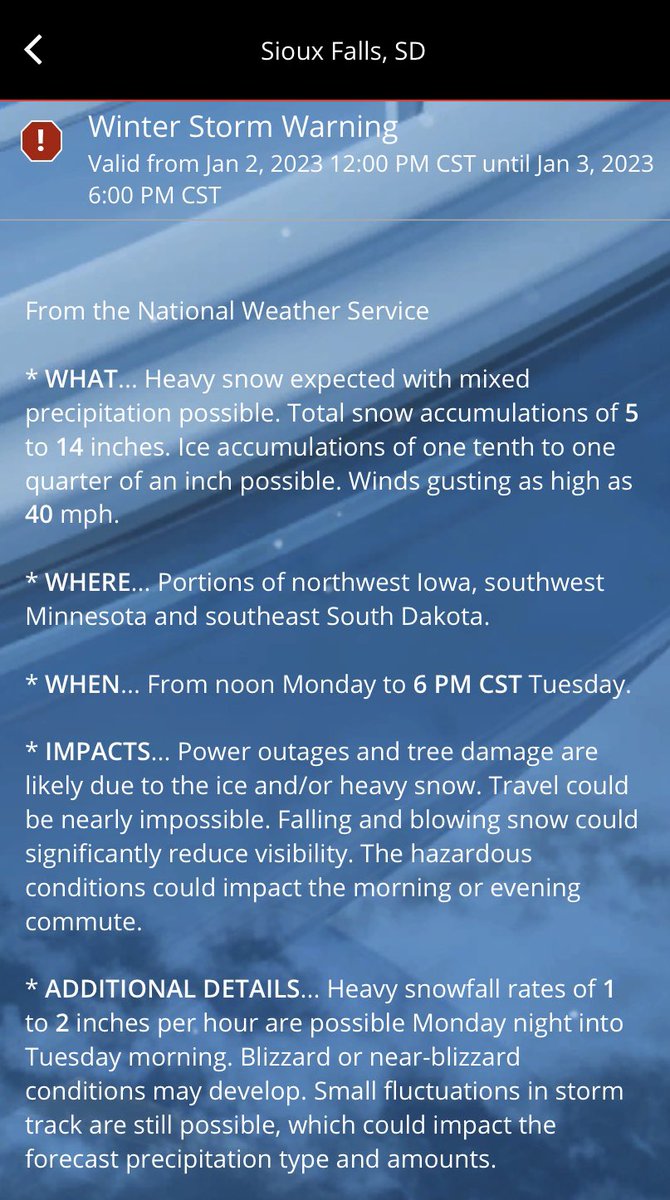 Sioux Falls, SD
!
Winter Storm Warning
Valid from Jan 2, 2023 12:00 PM CST until Jan 3, 2023
6:00 PM CST
From the National Weather Service
* WHAT... Heavy snow expected with mixed
precipitation possible. Total snow accumulations of 5
to 14 inches. Ice accumulations of one tenth to one
quarter of an inch possible. Winds gusting as high as
40 mph.
* WHERE... Portions of northwest Iowa, southwest
Minnesota and southeast South Dakota.
* WHEN... From noon Monday to 6 PM CST Tuesday.
* IMPACTS... Power outages and tree damage are
likely due to the ice and/or heavy snow. Travel could
be nearly impossible. Falling and blowing snow could
significantly reduce visibility. The hazardous
conditions could impact the morning or evening
commute.
* ADDITIONAL DETAILS... Heavy snowfall rates of 1
to 2 inches per hour are possible Monday night into
Tuesday morning. Blizzard or near-blizzard
conditions may develop. Small fluctuations in storm
track are still possible, which could impact the
forecast precipitation type and amounts.